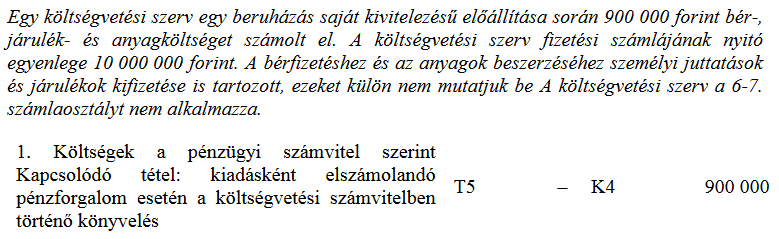 Egy költségvetési szerv egy beruházás saját kivitelezésű előállítása során 900 000 forint bér-,
járulék- és anyagköltséget számolt el. A költségvetési szerv fizetési számlájának nyitó
egyenlege 10 000 000 forint. A bérfizetéshez és az anyagok beszerzéséhez személyi juttatások
és járulékok kifizetése is tartozott, ezeket külön nem mutatjuk be A költségvetési szerv a 6-7.
számlaosztályt nem alkalmazza.
1. Költségek a pénzügyi számvitel szerint
Kapcsolódó tétel: kiadásként elszámolandó
pénzforgalom esetén a költségvetési számvitelben
történő könyvelés
T5 – K4 900 000